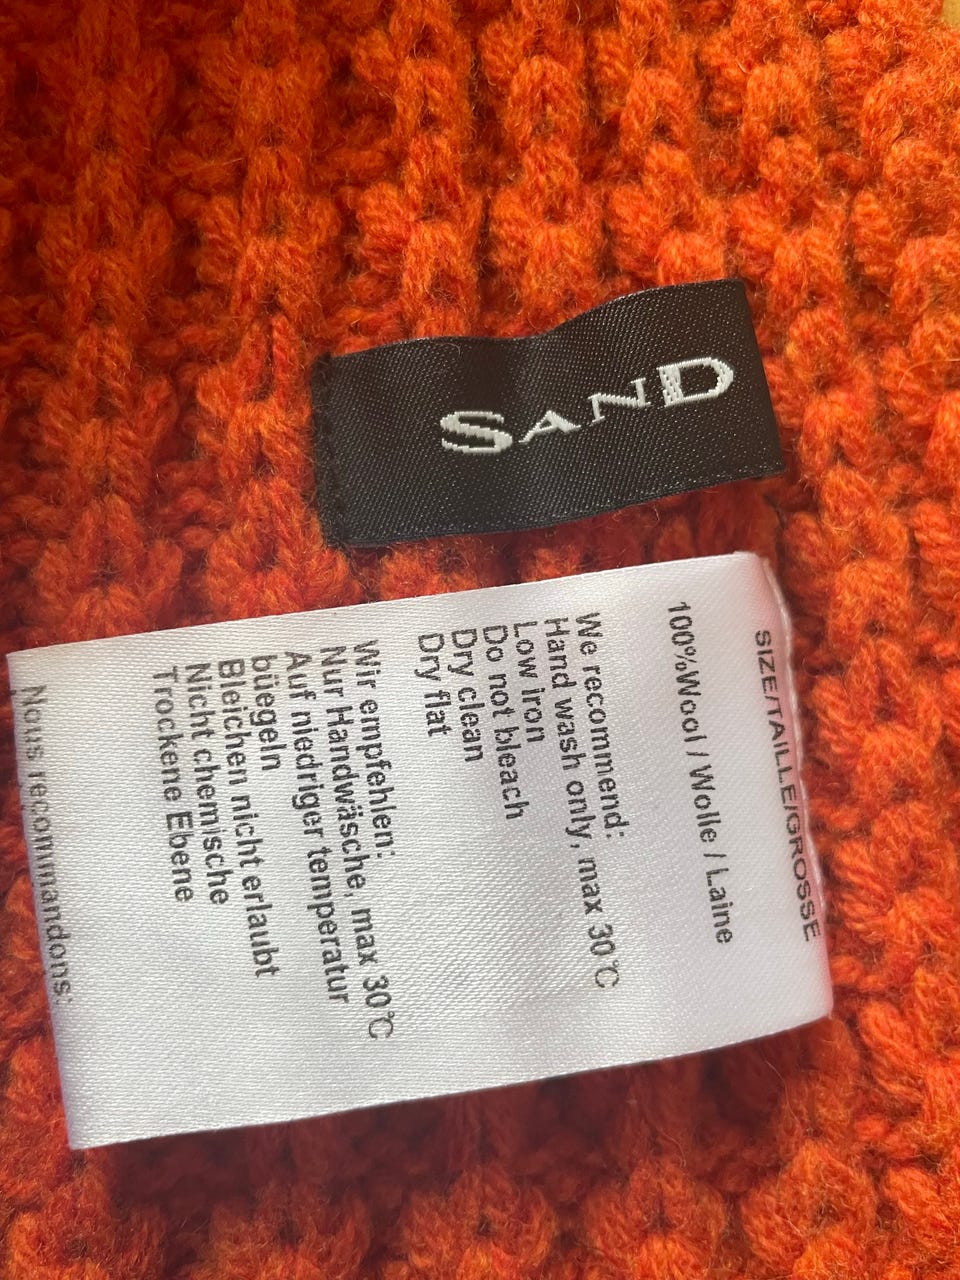 SAND
SIZE/TAILLE/GROSSE
100%Wool / Wolle / Laine
We recommend:
Hand wash only, max 30℃
Low iron
Do not bleach
Dry clean
Dry flat
Wir empfehlen:
Nur Handwäsche, max 30℃
Auf niedriger temperatur
büegeln
Bleichen nicht erlaubt
Nicht chemische
Trockene Ebene
Nous recommandons: